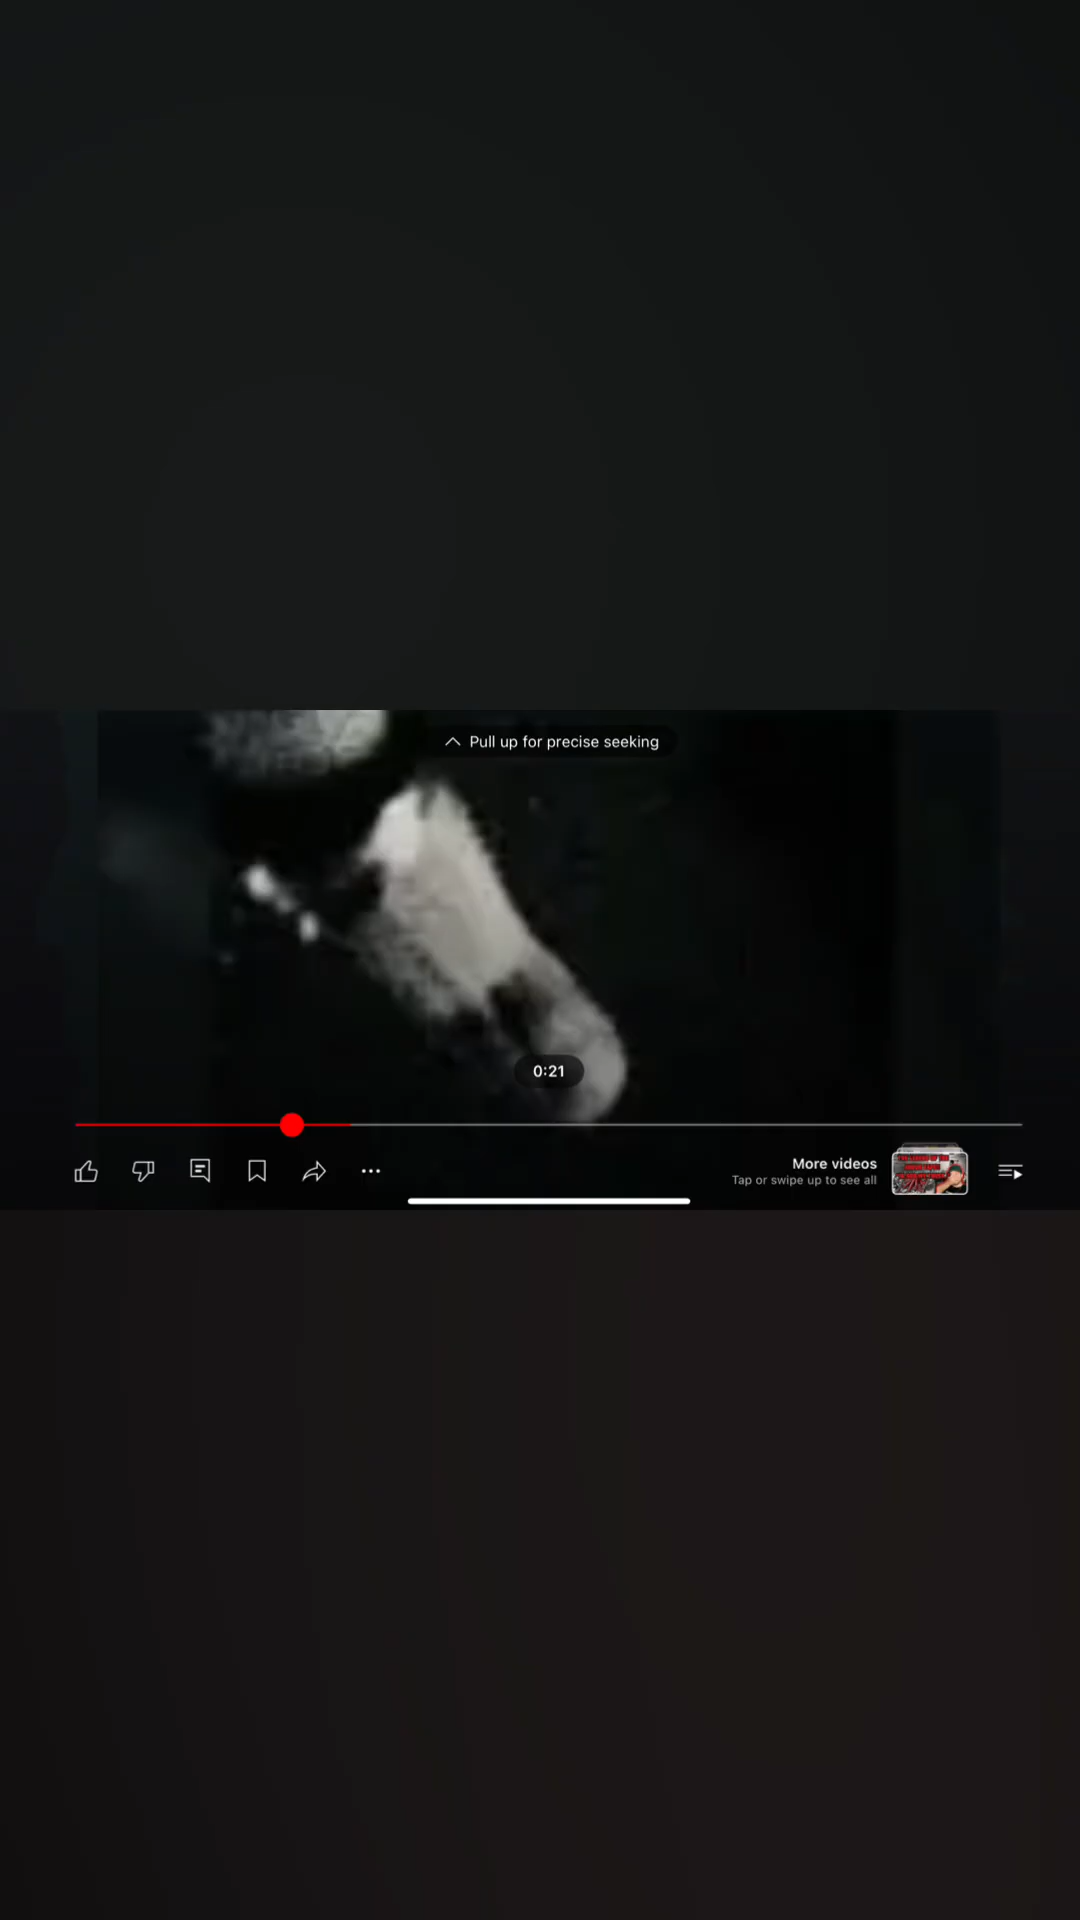 Pull up for precise seeking
0:21
More videos
Tap or swipe up to see all